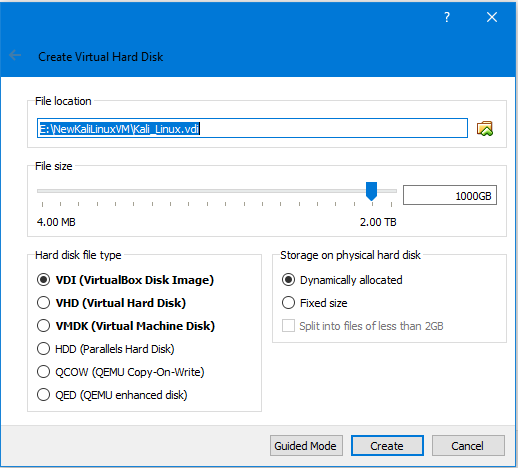 ?
Create Virtual Hard Disk
File location
E:\NewKaliLinuxVM\Kali_Linux.vdi
File size
1000GB
4.00 MB 2.00 TB
Hard disk file type Storage on physical hard disk
VDI (VirtualBox Disk Image) Dynamically allocated
VHD (Virtual Hard Disk) Fixed size
VMDK (Virtual Machine Disk) Split into files of less than 2GB
HDD (Parallels Hard Disk)
QCOW (QEMU Copy-On-Write)
QED (QEMU enhanced disk)
Guided Mode Create Cancel